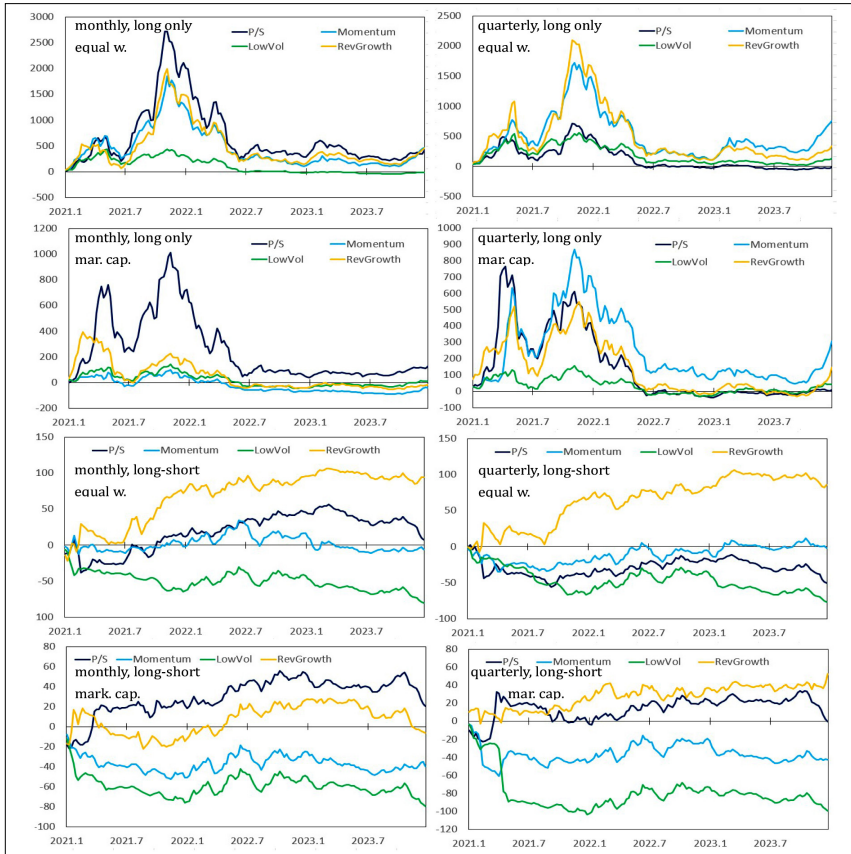 3000
monthly, long only
equal w.
P/S Momentum
LowVol RevGrowth
2500
2000
1500
1000
500
0
-500
2021.1 2021.7 2022.1 2022.7 2023.1 2023.7
2500
quarterly, long only
equal w.
P/S Momentum
LowVol RevGrowth
2000
1500
1000
500
0
-500
2021.1 2021.7 2022.1 2022.7 2023.1 2023.7
1200
monthly, long only
mar. cap.
P/S Momentum
LowVol RevGrowth
1000
800
600
400
200
0
-200
2021.1 2021.7 2022.1 2022.7 2023.1 2023.7
1000
quarterly, long only
mar. cap.
P/S Momentum
LowVol RevGrowth
900
800
700
600
500
400
300
200
100
0
-100
2021.1 2021.7 2022.1 2022.7 2023.1 2023.7
150
P/S Momentum LowVol RevGrowth
monthly, long-short
equal w.
100
50
0
-50
100
2021.1 2021.7 2022.1 2022.7 2023.1 2023.7
150
P/S Momentum LowVol RevGrowth
quarterly, long-short
equal w.
100
50
0
-50
-100
2021.1 2021.7 2022.1 2022.7 2023.1 2023.7
80
P/S Momentum LowVol RevGrowth
monthly, long-short
mark. cap.
60
40
20
0
-20
-40
-60
-80
-100
2021.1 2021.7 2022.1 2022.7 2023.1 2023.7
80
P/S Momentum LowVol RevGrowth
quarterly, long-short
mar. cap.
60
40
20
0
-20
-40
-60
-80
-100
-120
2021.1 2021.7 2022.1 2022.7 2023.1 2023.7